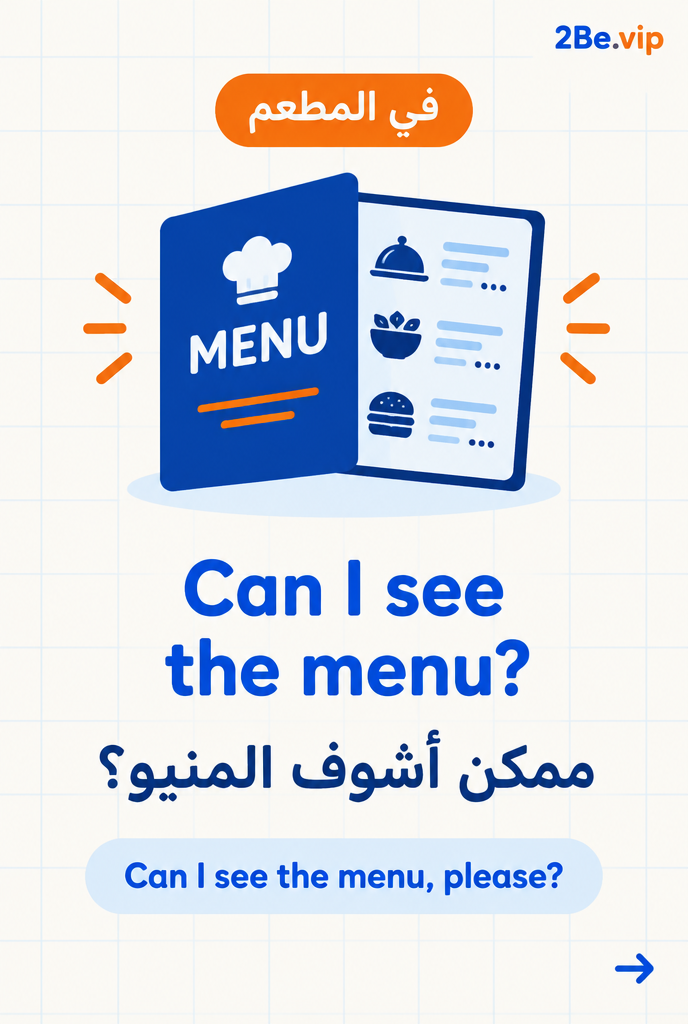 2Be.vip
في المطعم
MENU
Can I see
the menu?
ممكن أشوف المنيو؟
Can I see the menu, please?